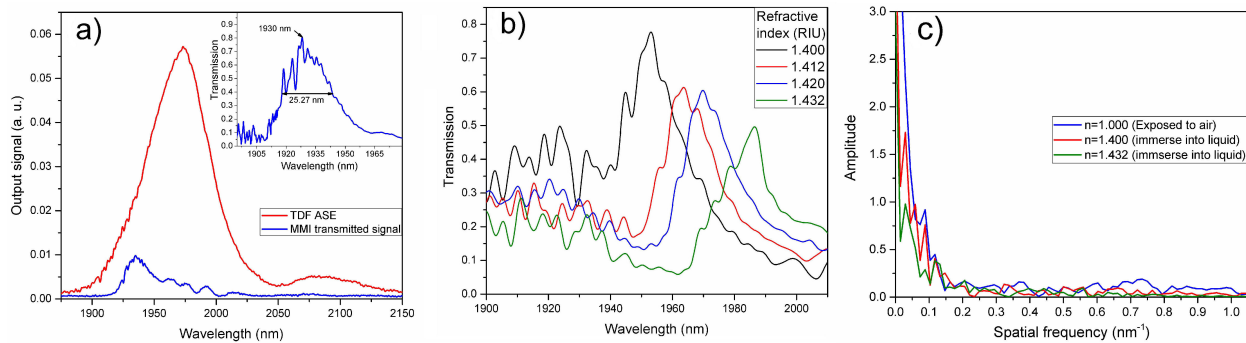 a)
0.06
0.05
0.04
0.03
0.02
0.01
0.00
Output signal (a. u.)
1900 1950 2000 2050 2100 2150
Wavelength (nm)
TDF ASE
MMI transmitted signal
0.9
0.8
0.7
0.6
0.5
0.4
0.3
0.2
0.1
0.0
Transmission
1930 nm
25.27 nm
1905 1920 1935 1950 1965
Wavelength (nm)
b)
0.8
0.7
0.6
0.5
0.4
0.3
0.2
0.1
0.0
Transmission
Refractive
index (RIU)
1.400
1.412
1.420
1.432
1900 1920 1940 1960 1980 2000
Wavelength (nm)
c)
3.0
2.5
2.0
1.5
1.0
0.5
0.0
Amplitude
n=1.000 (Exposed to air)
n=1.400 (immerse into liquid)
n=1.432 (immserse into liquid)
0.0 0.1 0.2 0.3 0.4 0.5 0.6 0.7 0.8 0.9 1.0
Spatial frequency (nm⁻¹)